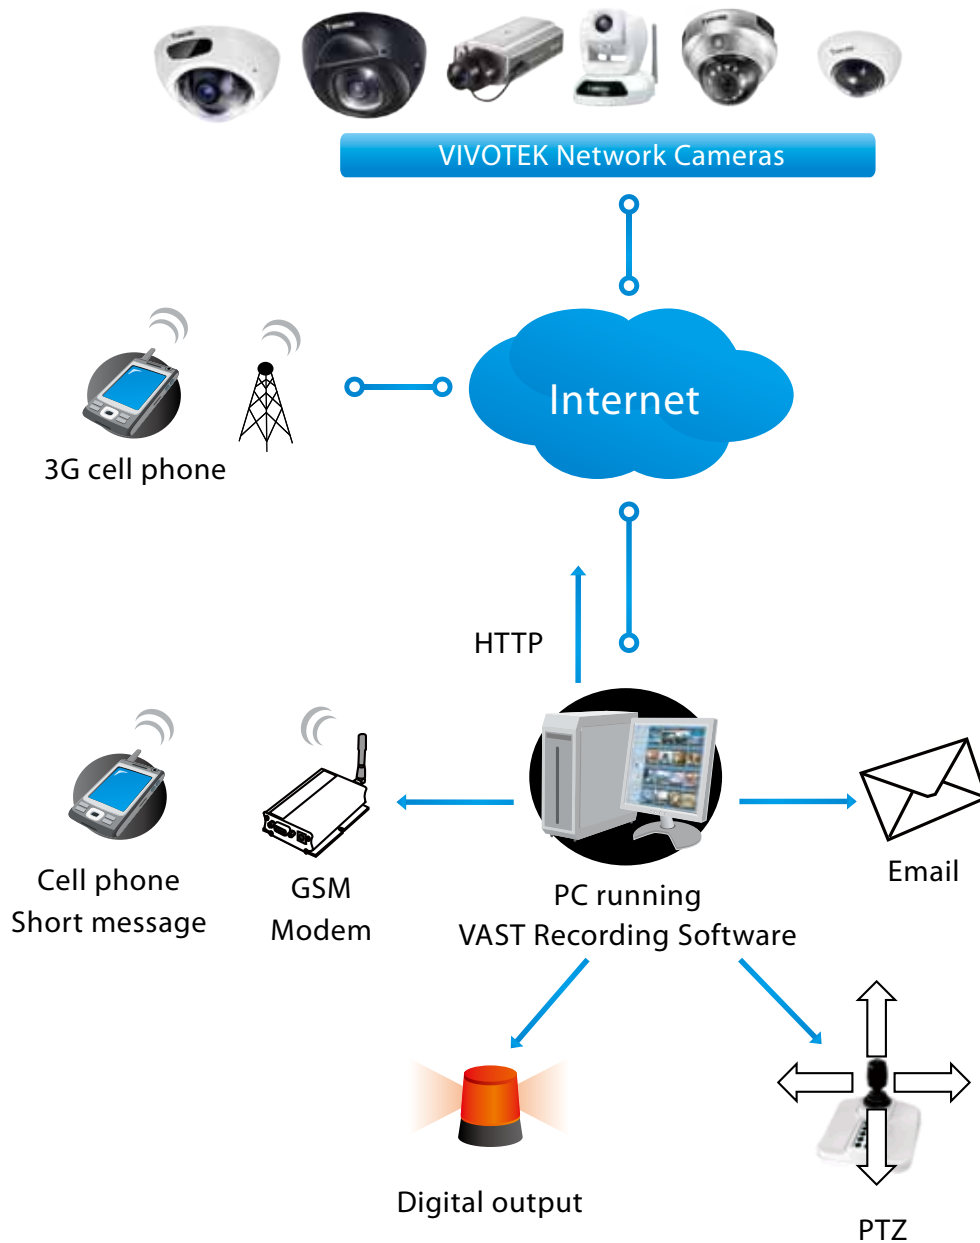 VIVOTEK Network Cameras
Internet
3G cell phone
HTTP
Cell phone
Short message
GSM
Modem
PC running
VAST Recording Software
Email
Digital output
PTZ